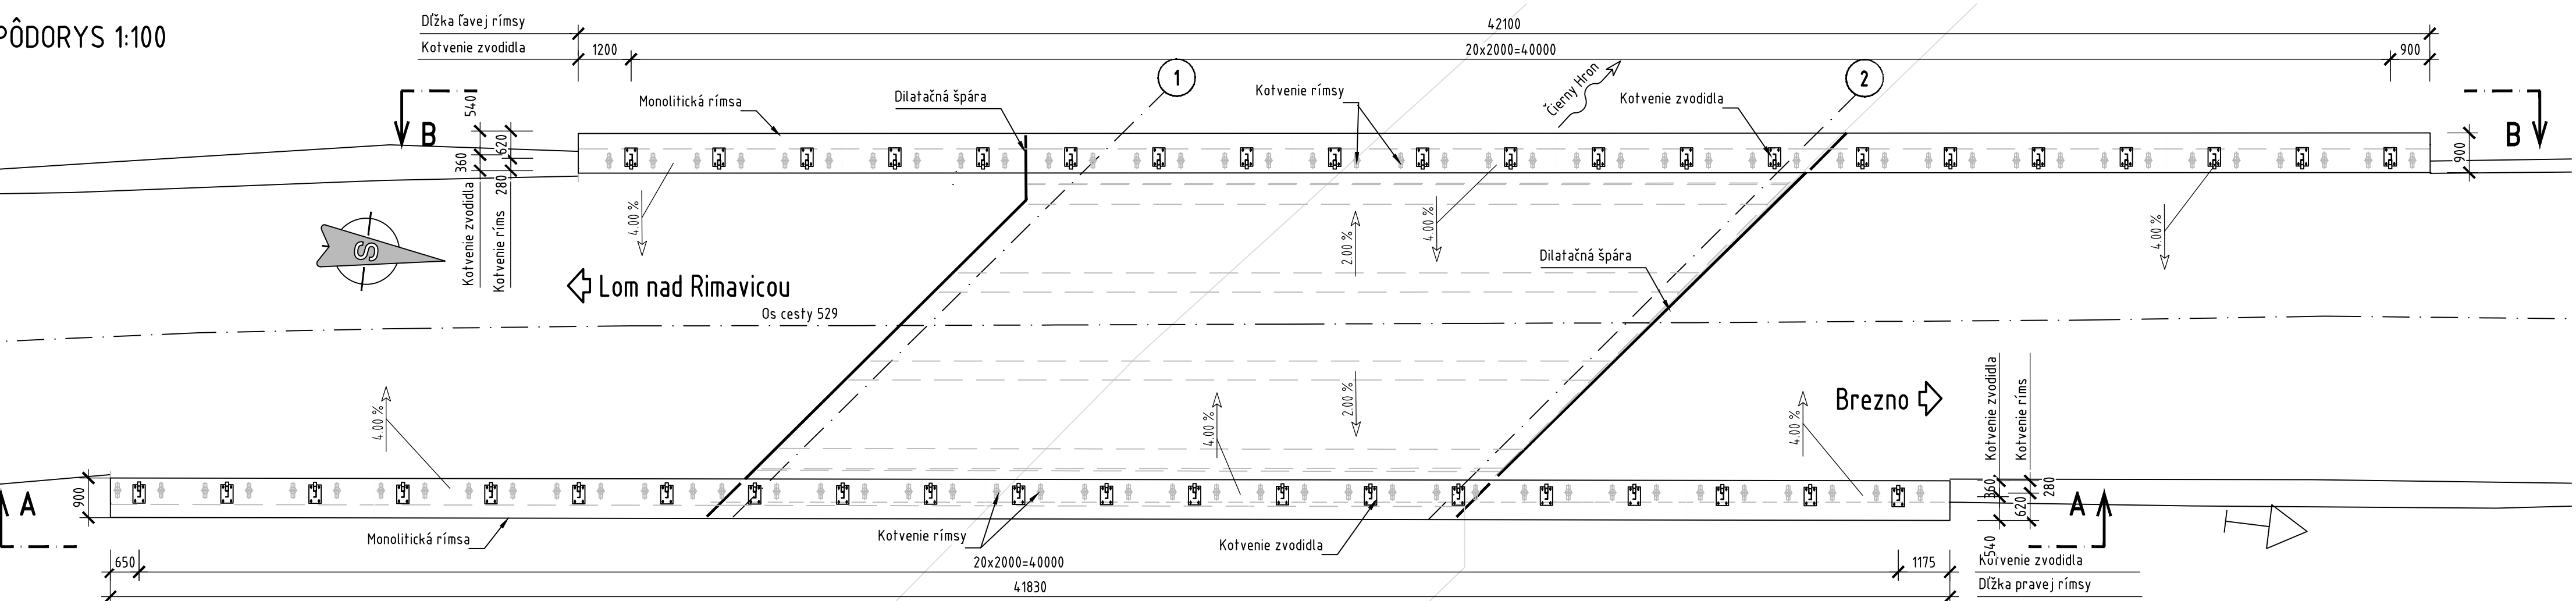 PÔDORYS 1:100
Dĺžka ľavej rímsy
42100
Kotvenie zvodidla
1200
20x2000=40000
900
1
2
Čierny Hron
Monolitická rímsa
Dilatačná špára
Kotvenie rímsy
Kotvenie zvodidla
B
B
540
620
360
280
Kotvenie zvodidla
Kotvenie ríms
900
4.00 %
4.00 %
4.00 %
2.00 %
S
Lom nad Rimavicou
Dilatačná špára
Os cesty 529
4.00 %
4.00 %
4.00 %
2.00 %
Brezno
Kotvenie zvodidla
Kotvenie ríms
A
900
360
280
620
540
A
Monolitická rímsa
Kotvenie rímsy
Kotvenie zvodidla
650
20x2000=40000
1175
Kotvenie zvodidla
41830
Dĺžka pravej rímsy